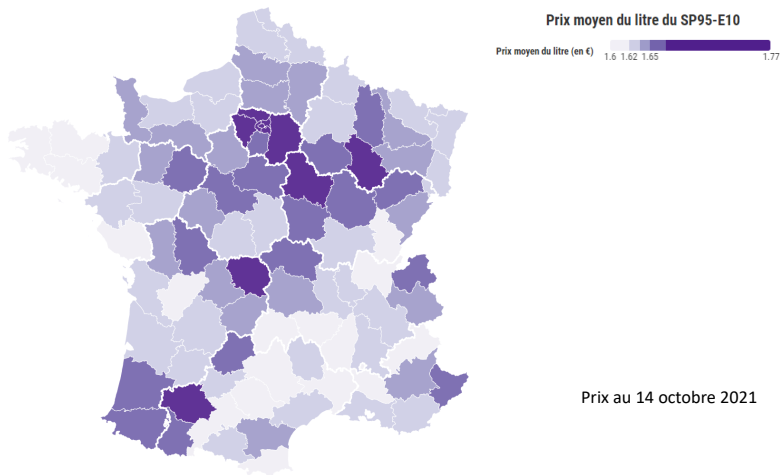 Prix moyen du litre du SP95-E10
Prix moyen du litre (en €)
1.6 1.62 1.65 1.77
Prix au 14 octobre 2021